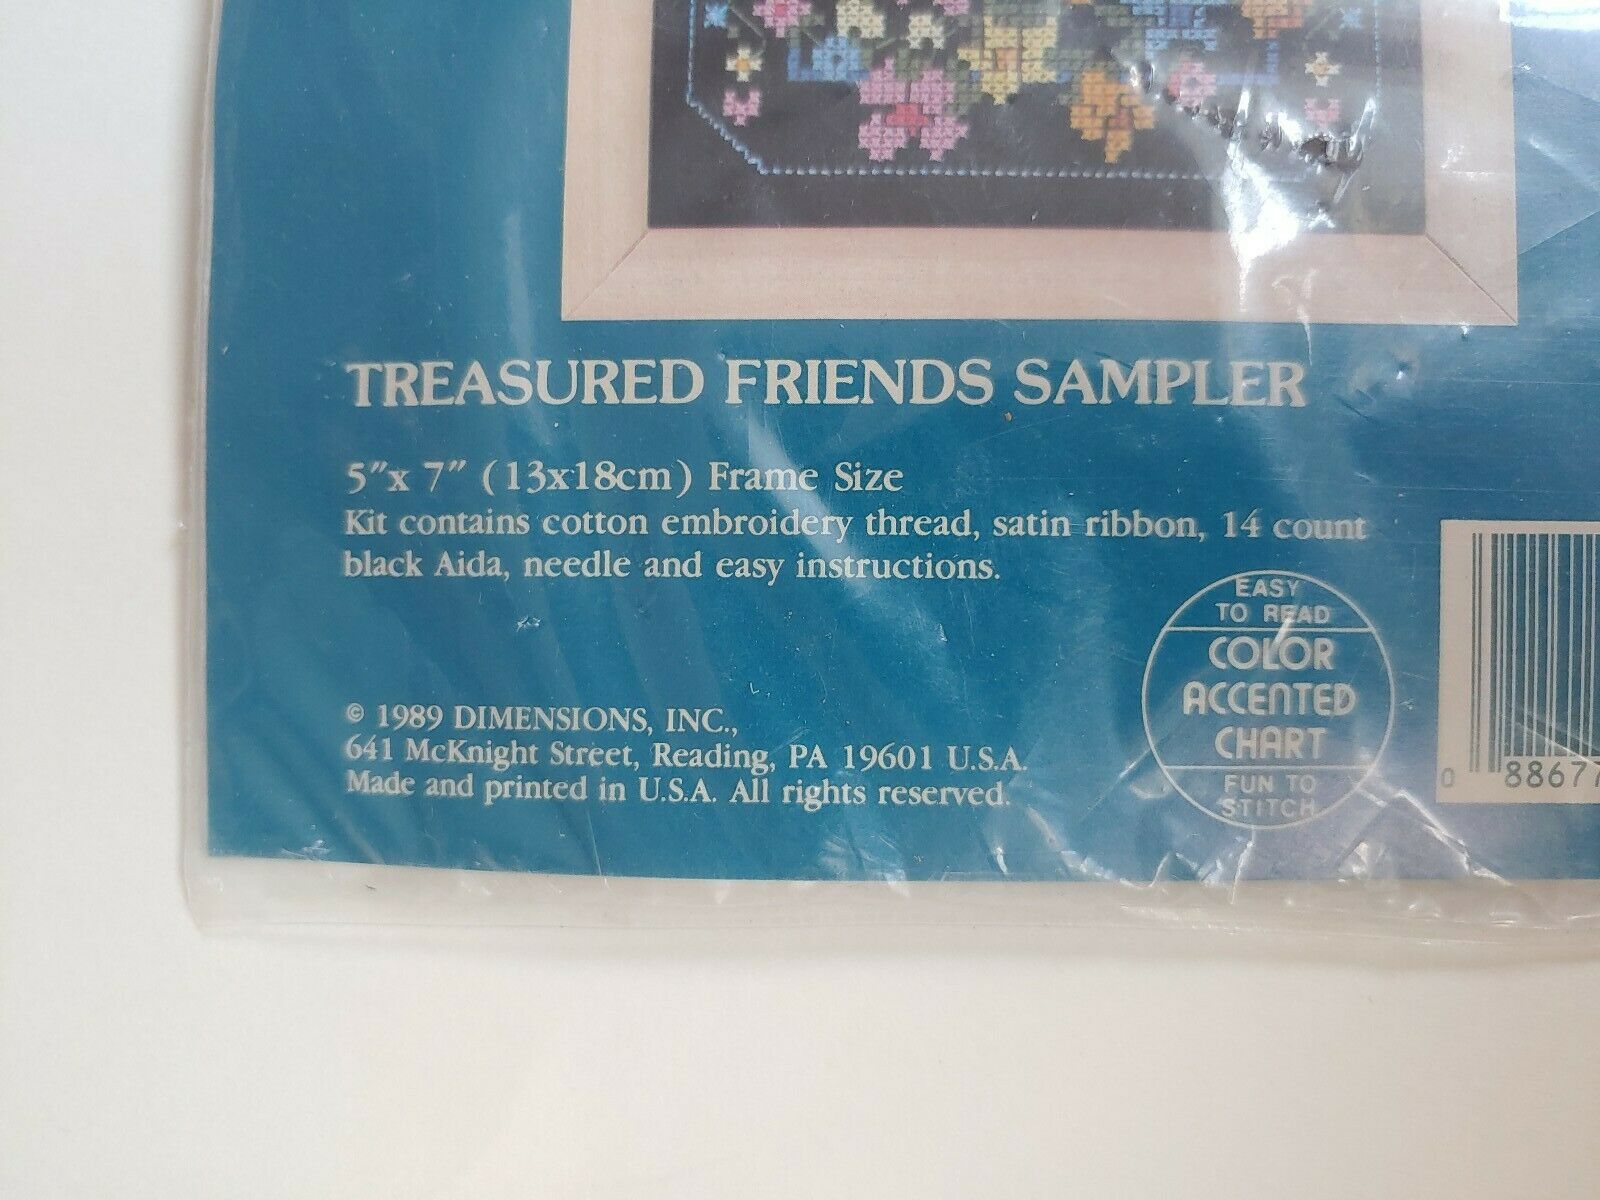 TREASURED FRIENDS SAMPLER
5"x 7" (13x18cm) Frame Size
Kit contains cotton embroidery thread, satin ribbon, 14 count
black Aida, needle and easy instructions.
© 1989 DIMENSIONS, INC.,
641 McKnight Street, Reading, PA 19601 U.S.A.
Made and printed in U.S.A. All rights reserved.
EASY
TO READ
COLOR
ACCENTED
CHART
FUN TO
STITCH
0 88677